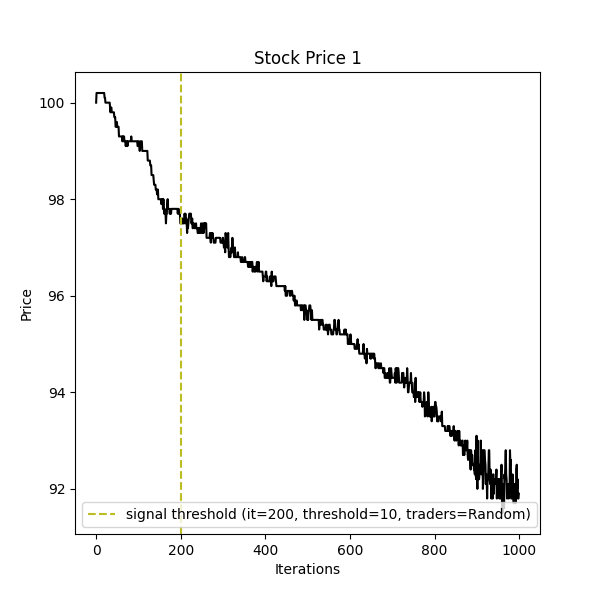 Stock Price 1
Price
100
98
96
94
92
signal threshold (it=200, threshold=10, traders=Random)
0 200 400 600 800 1000
Iterations